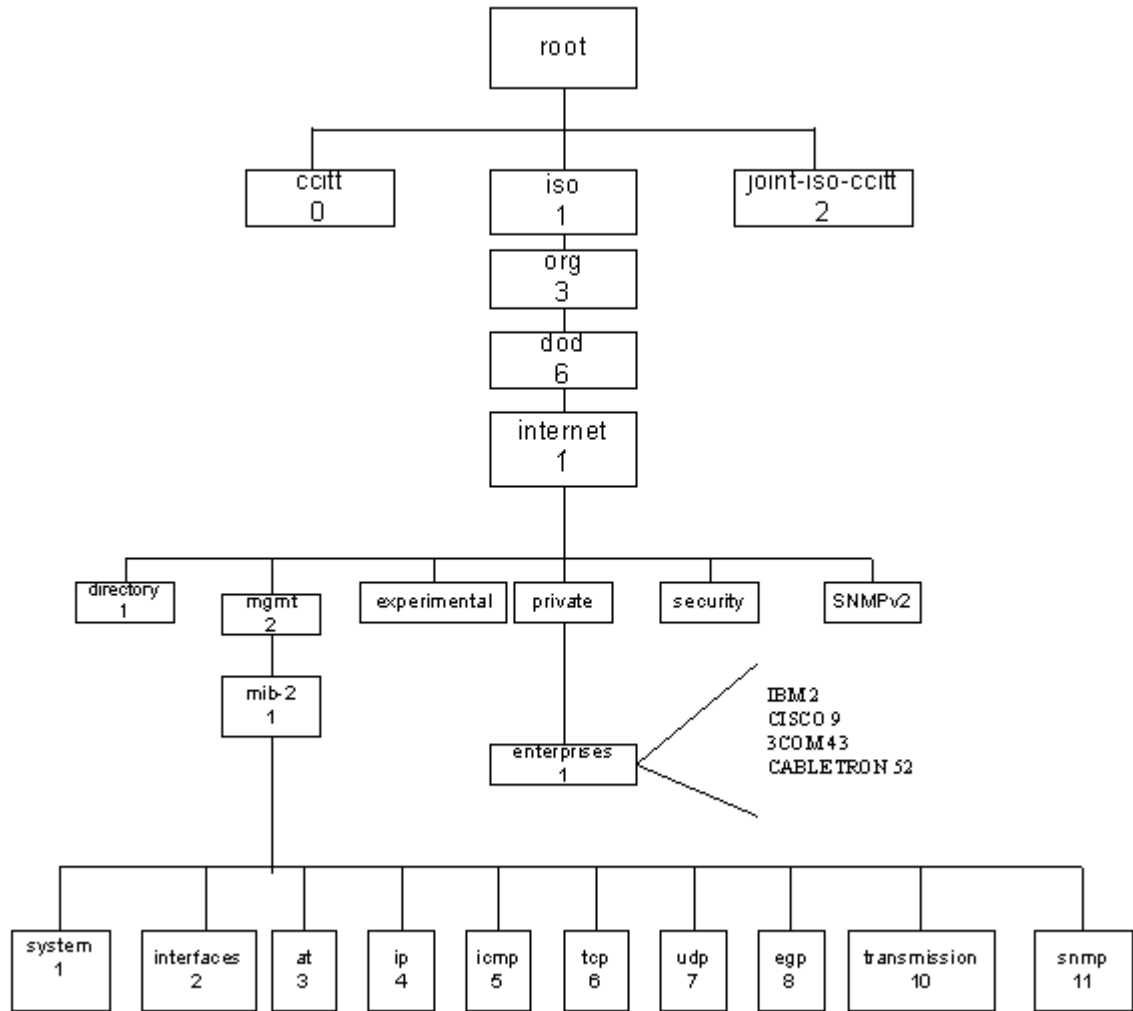 root
ccitt
0
iso
1
joint-iso-ccitt
2
org
3
dod
6
internet
1
directory
1
mgmt
2
experimental
private
security
SNMPv2
mib-2
1
enterprises
1
IBM 2
CISCO 9
3COM 43
CABLETRON 52
system
1
interfaces
2
at
3
ip
4
icmp
5
tcp
6
udp
7
egp
8
transmission
10
snmp
11